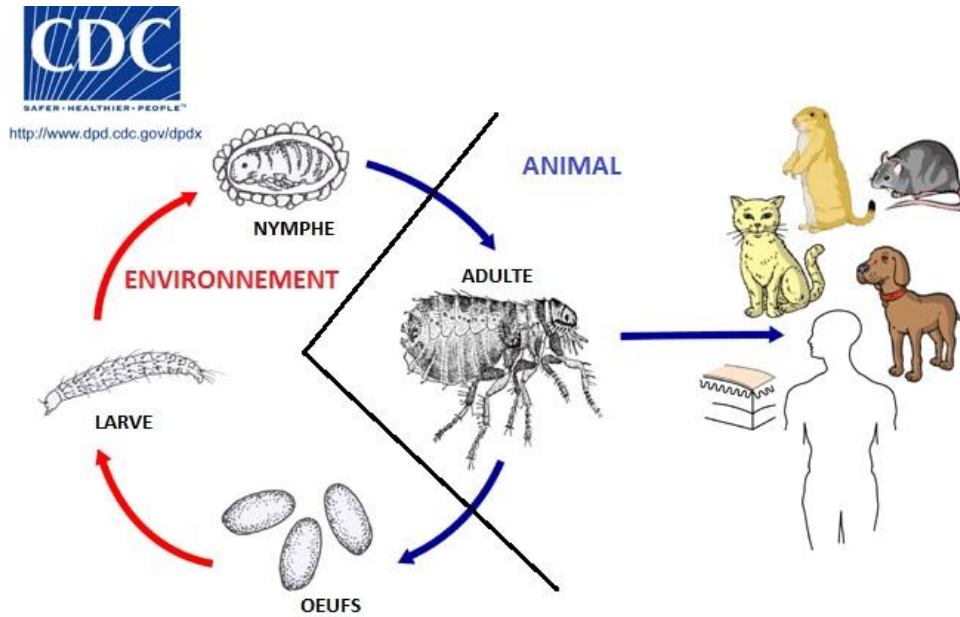 CDC
SAFER • HEALTHIER • PEOPLE™
http://www.dpd.cdc.gov/dpdx
NYMPHE
ANIMAL
ENVIRONNEMENT
ADULTE
LARVE
OEUFS